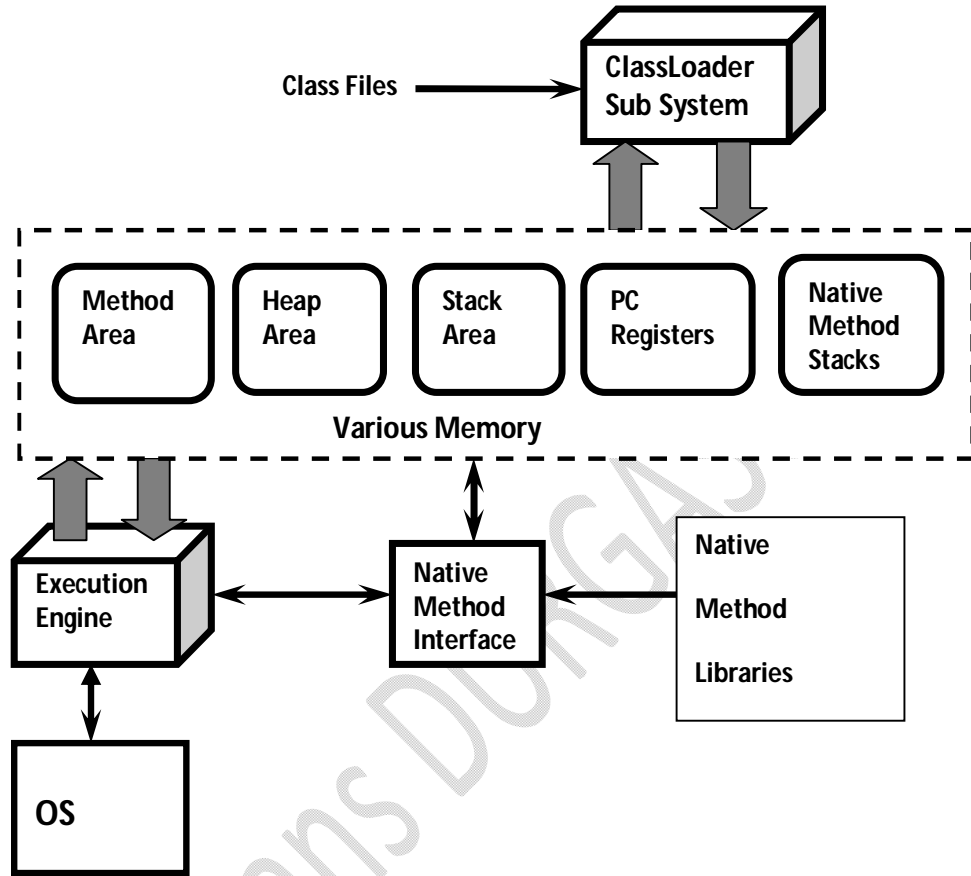 Class Files
ClassLoader
Sub System
Method
Area
Heap
Area
Stack
Area
PC
Registers
Native
Method
Stacks
Various Memory
Execution
Engine
Native
Method
Interface
Native
Method
Libraries
OS